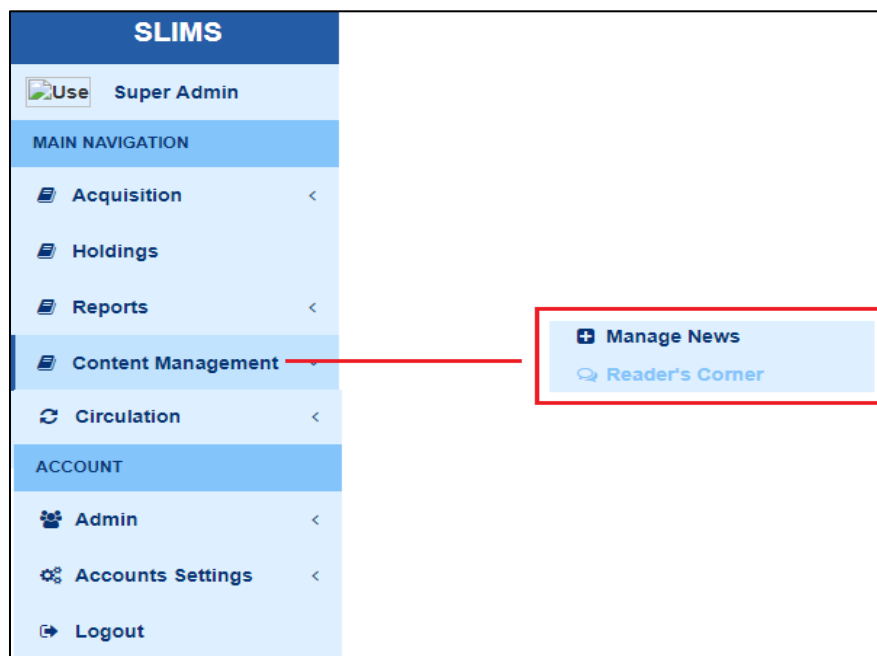 SLIMS
Use Super Admin
MAIN NAVIGATION
Acquisition
Holdings
Reports
Content Management
Manage News
Reader's Corner
Circulation
ACCOUNT
Admin
Accounts Settings
Logout